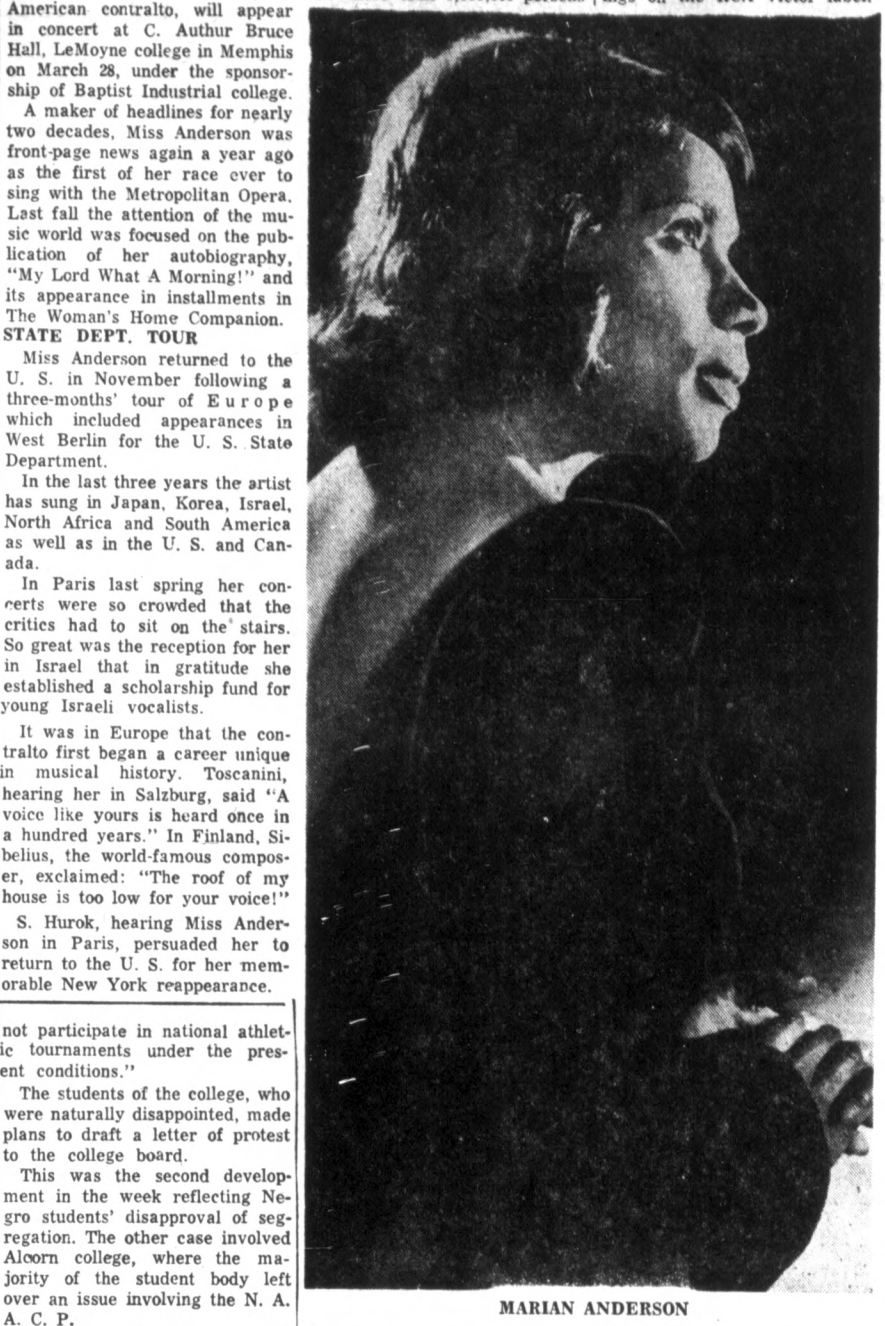 American contralto, will appear
in concert at C. Authur Bruce
Hall, LeMoyne college in Memphis
on March 28, under the sponsor-
ship of Baptist Industrial college.
A maker of headlines for nearly
two decades, Miss Anderson was
front-page news again a year ago
as the first of her race ever to
sing with the Metropolitan Opera.
Last fall the attention of the mu-
sic world was focused on the pub-
lication of her autobiography,
"My Lord What A Morning!" and
its appearance in installments in
The Woman's Home Companion.
STATE DEPT. TOUR
Miss Anderson returned to the
U. S. in November following a
three-months' tour of Europe
which included appearances in
West Berlin for the U. S. State
Department.
In the last three years the artist
has sung in Japan, Korea, Israel,
North Africa and South America
as well as in the U. S. and Can-
ada.
In Paris last spring her con-
certs were so crowded that the
critics had to sit on the stairs.
So great was the reception for her
in Israel that in gratitude she
established a scholarship fund for
young Israeli vocalists.
It was in Europe that the con-
tralto first began a career unique
in musical history. Toscanini,
hearing her in Salzburg, said "A
voice like yours is heard once in
a hundred years." In Finland, Si-
belius, the world-famous compos-
er, exclaimed: "The roof of my
house is too low for your voice!"
S. Hurok, hearing Miss Ander-
son in Paris, persuaded her to
return to the U. S. for her mem-
orable New York reappearance.
not participate in national athlet-
ic tournaments under the pres-
ent conditions."
The students of the college, who
were naturally disappointed, made
plans to draft a letter of protest
to the college board.
This was the second develop-
ment in the week reflecting Ne-
gro students' disapproval of seg-
regation. The other case involved
Alcorn college, where the ma-
jority of the student body left
over an issue involving the N. A.
A. C. P.
MARIAN ANDERSON